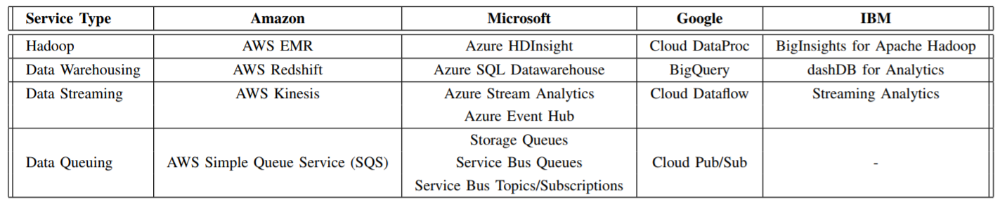 Service Type Amazon Microsoft Google IBM
Hadoop AWS EMR Azure HDInsight Cloud DataProc BigInsights for Apache Hadoop
Data Warehousing AWS Redshift Azure SQL Datawarehouse BigQuery dashDB for Analytics
Data Streaming AWS Kinesis Azure Stream Analytics Cloud Dataflow Streaming Analytics
Azure Event Hub
Storage Queues
Data Queuing AWS Simple Queue Service (SQS) Service Bus Queues Cloud Pub/Sub -
Service Bus Topics/Subscriptions